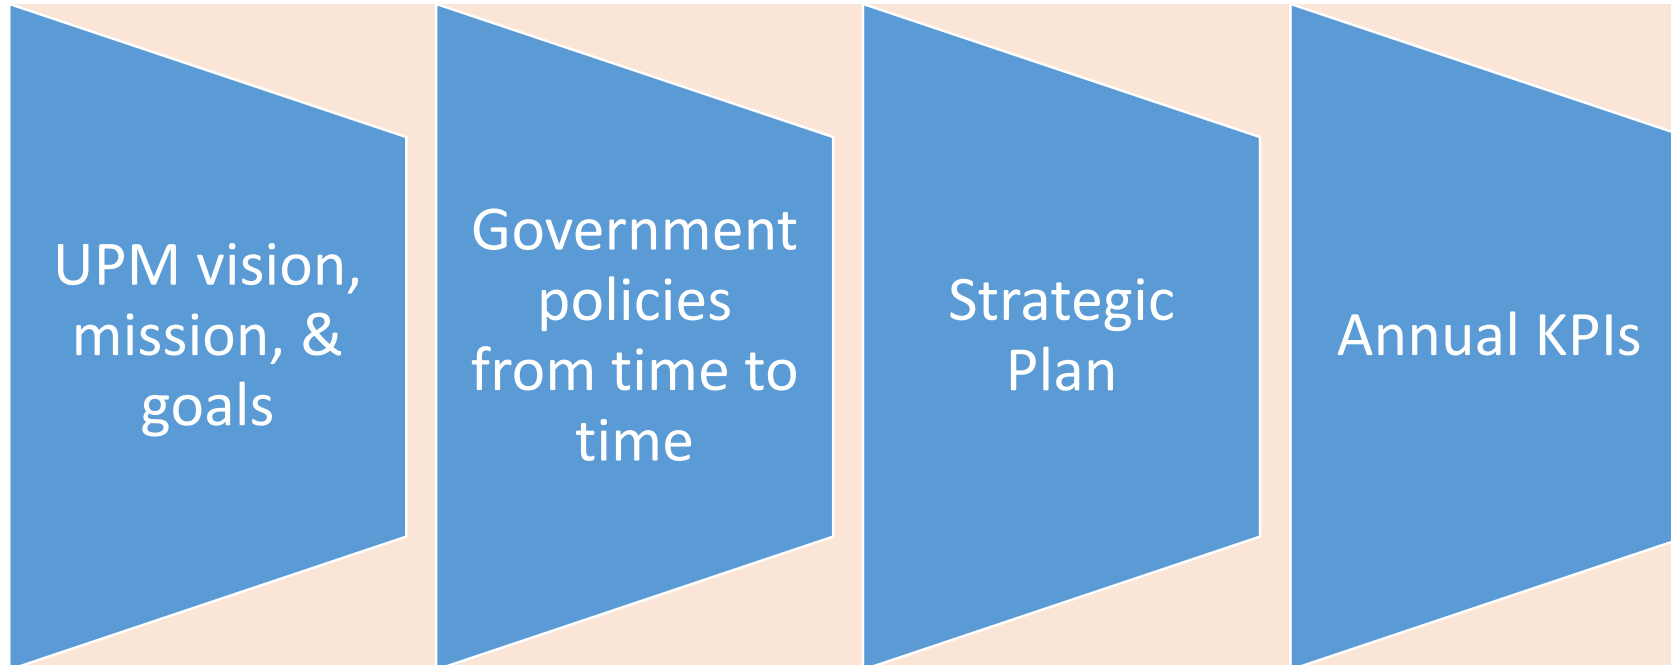 UPM vision,
mission, &
goals
Government
policies
from time to
time
Strategic
Plan
Annual KPIs